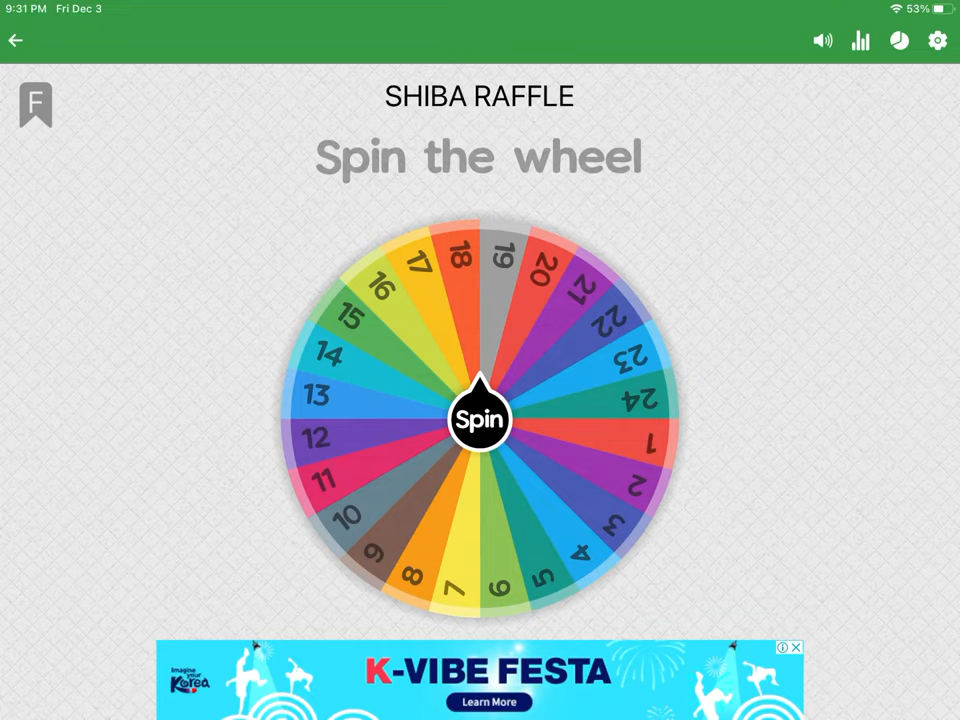 9:31 PM Fri Dec 3
53%
F
SHIBA RAFFLE
Spin the wheel
19
20
21
22
23
24
1
2
3
4
5
6
7
8
9
10
11
12
13
14
15
16
17
18
Spin
imagine
your
Korea
K-VIBE FESTA
Learn More